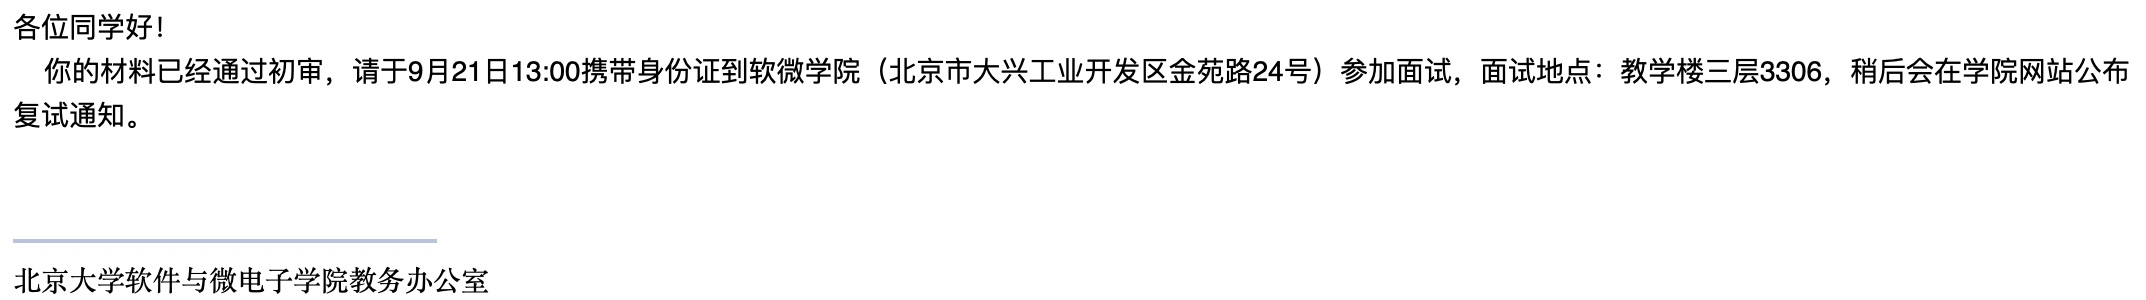 各位同学好！
你的材料已经通过初审，请于9月21日13:00携带身份证到软微学院（北京市大兴工业开发区金苑路24号）参加面试，面试地点：教学楼三层3306，稍后会在学院网站公布
复试通知。
北京大学软件与微电子学院教务办公室